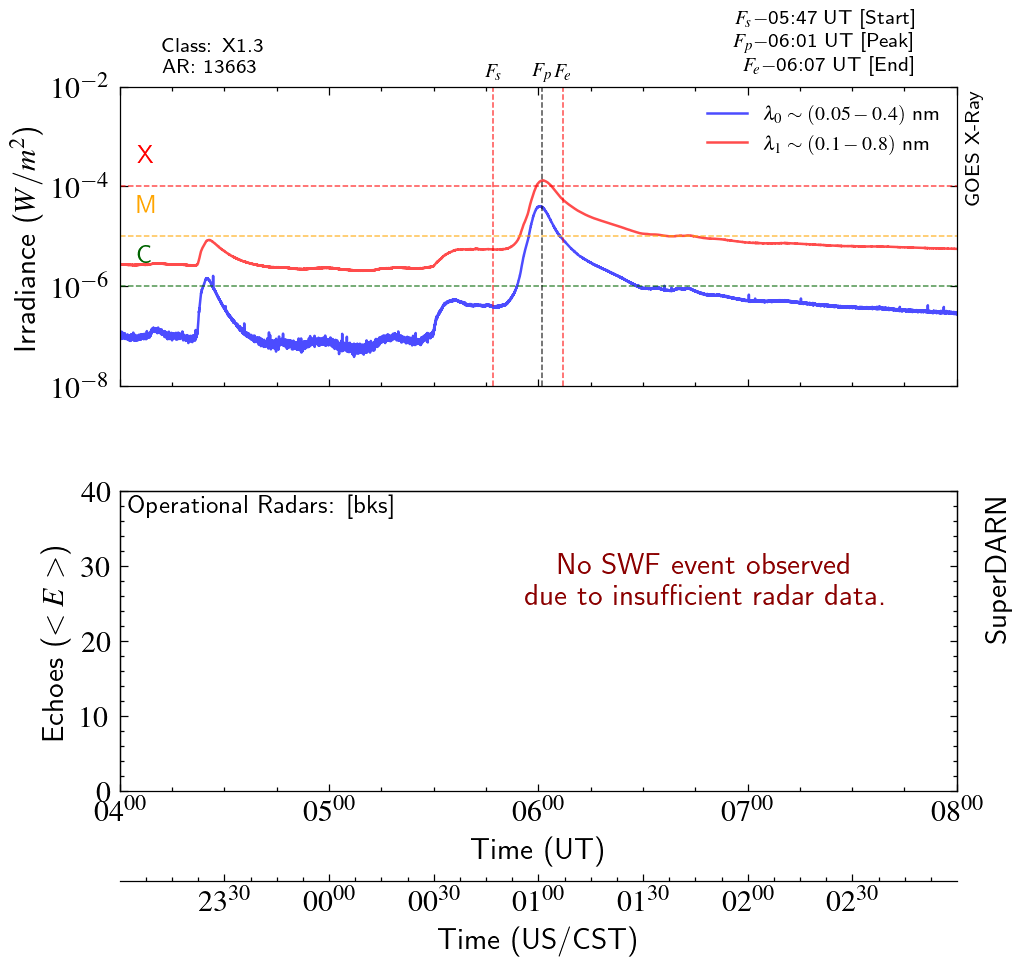 Class: X1.3
AR: 13663
F_s−05:47 UT [Start]
F_p−06:01 UT [Peak]
F_e−06:07 UT [End]
F_s F_p F_e
10^−2
10^−4
10^−6
10^−8
Irradiance (W/m^2)
X
M
C
λ_0 ∼ (0.05 − 0.4) nm
λ_1 ∼ (0.1 − 0.8) nm
GOES X-Ray
Operational Radars: [bks]
No SWF event observed
due to insufficient radar data.
40
30
20
10
0
Echoes (< E >)
SuperDARN
04^00 05^00 06^00 07^00 08^00
Time (UT)
23^30 00^00 00^30 01^00 01^30 02^00 02^30
Time (US/CST)